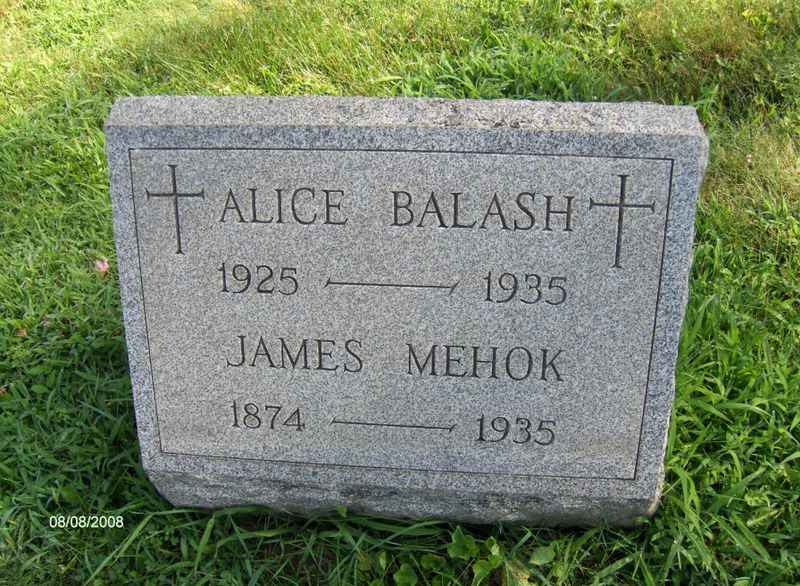 ALICE BALASH
1925 — 1935
JAMES MEHOK
1874 — 1935
08/08/2008